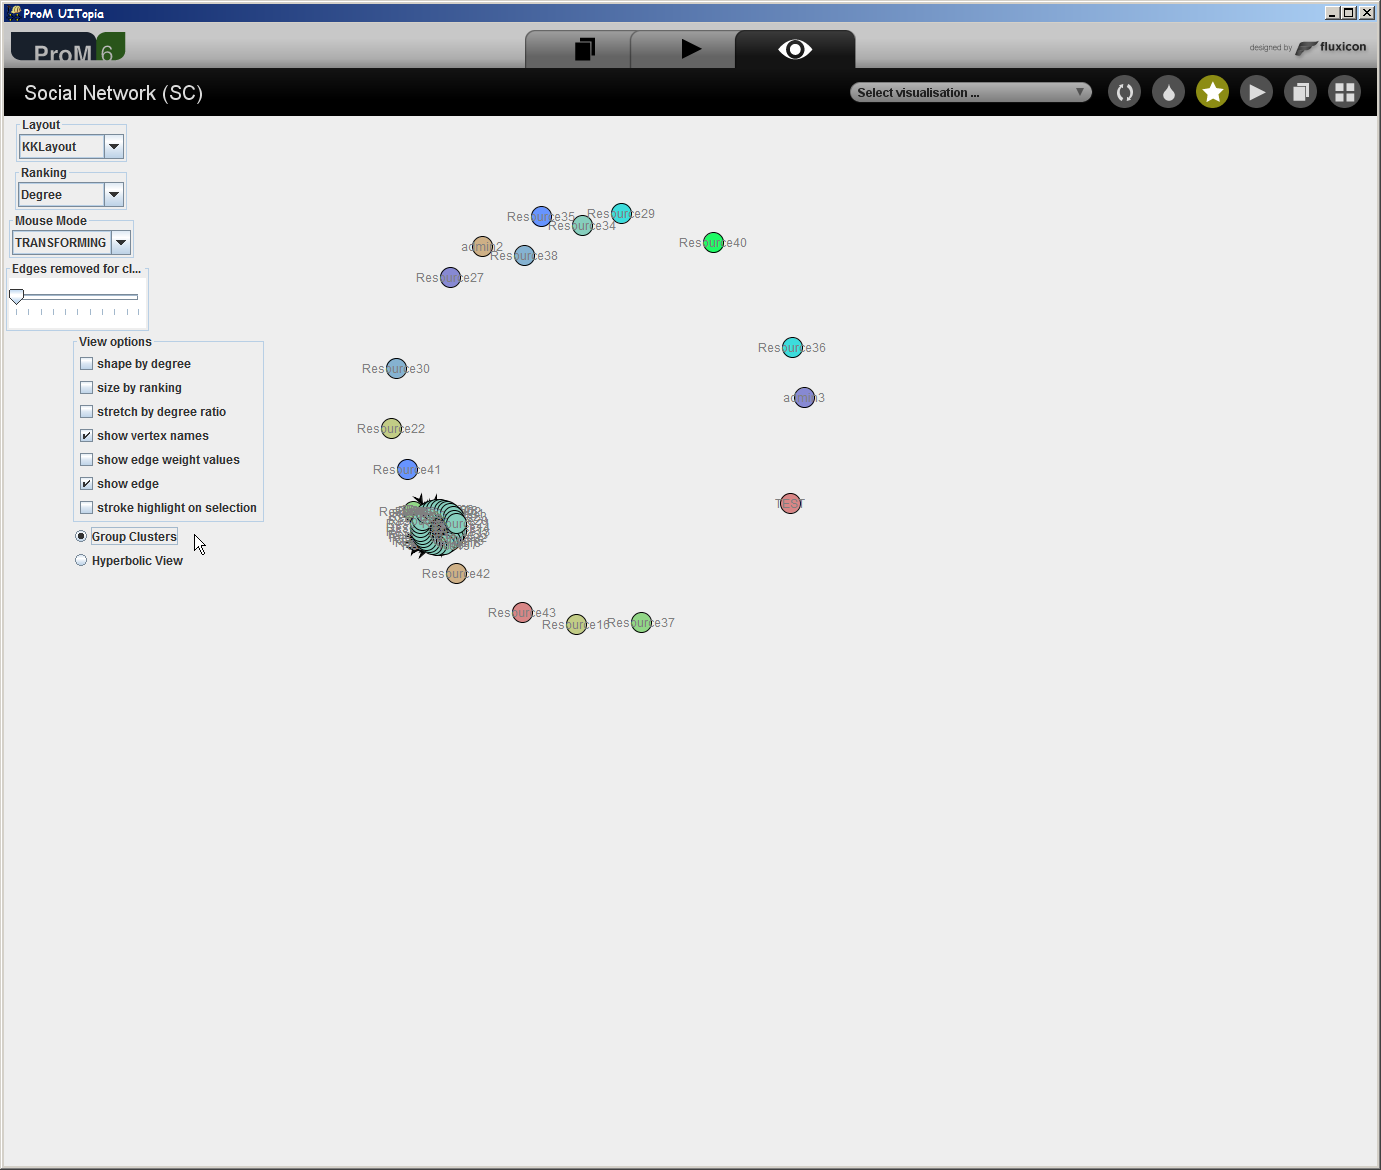 ProM UITopia
ProM 6
designed by fluxicon
Social Network (SC)
Select visualisation ...
Layout
KKLayout
Ranking
Degree
Mouse Mode
TRANSFORMING
Edges removed for cl...
View options
shape by degree
size by ranking
stretch by degree ratio
show vertex names
show edge weight values
show edge
stroke highlight on selection
Group Clusters
Hyperbolic View
Resource35
Resource29
Resource34
admin2
Resource38
Resource40
Resource27
Resource36
Resource30
admin3
Resource22
Resource41
TEST
Resource42
Resource43
Resource16
Resource37